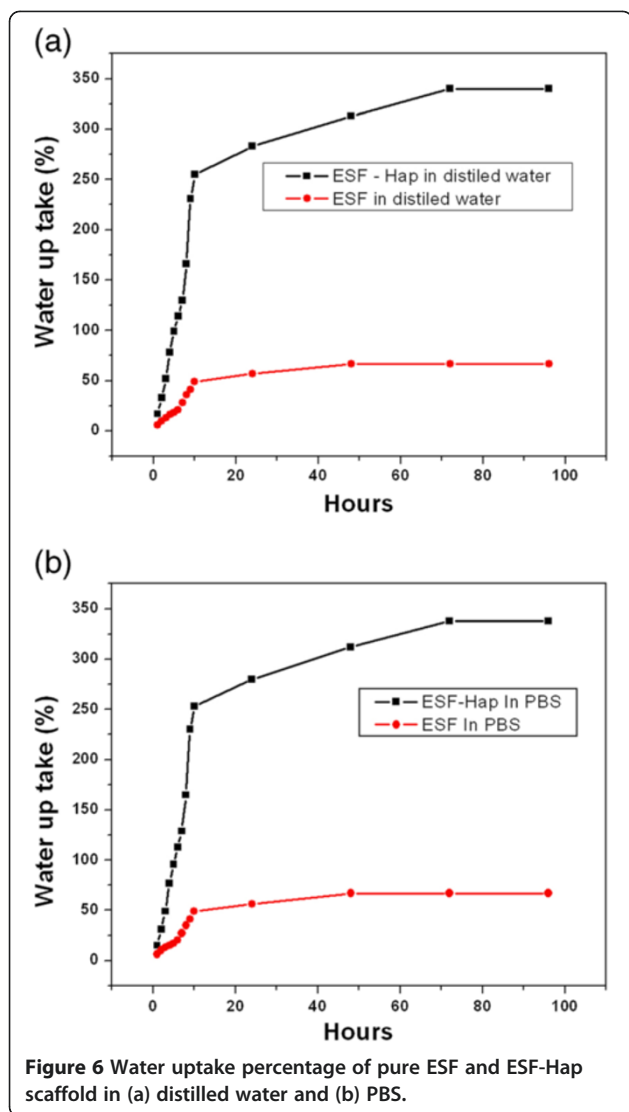 (a)
350
300
250
200
150
100
50
0
Water up take (%)
ESF - Hap in distiled water
ESF in distiled water
0 20 40 60 80 100
Hours
(b)
350
300
250
200
150
100
50
0
Water up take (%)
ESF-Hap In PBS
ESF In PBS
0 20 40 60 80 100
Hours
Figure 6 Water uptake percentage of pure ESF and ESF-Hap
scaffold in (a) distilled water and (b) PBS.